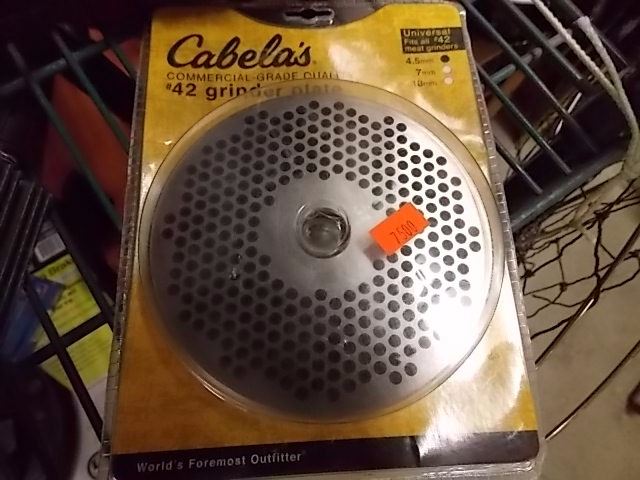 Cabela's
COMMERCIAL-GRADE QUALITY
#42 grinder plate
Universal
Fits all #42
meat grinders
4.5mm
7mm
10mm
7500
World's Foremost Outfitter